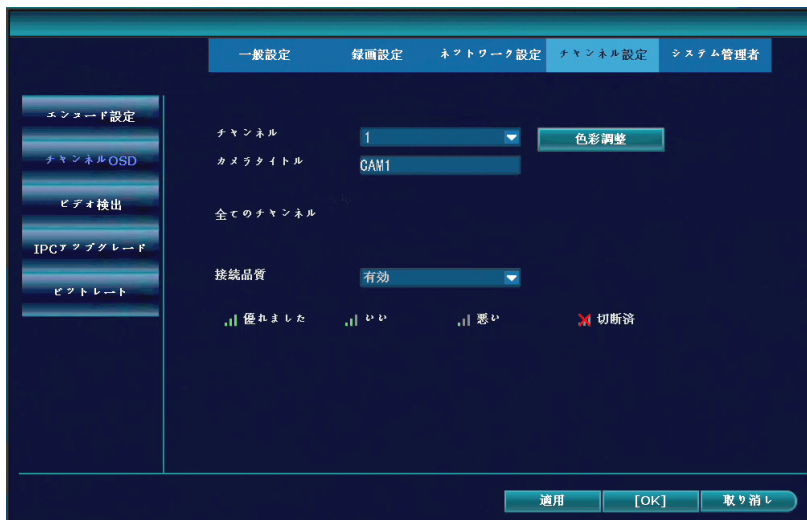 一般設定 録画設定 ネットワーク設定 チャンネル設定 システム管理者
エンコード設定
チャンネルOSD
ビデオ検出
IPCアップグレード
ビットレート
チャンネル 1 色彩調整
カメラタイトル CAM1
全てのチャンネル
接続品質 有効
優れました いい 悪い 切断済
適用 [OK] 取り消し